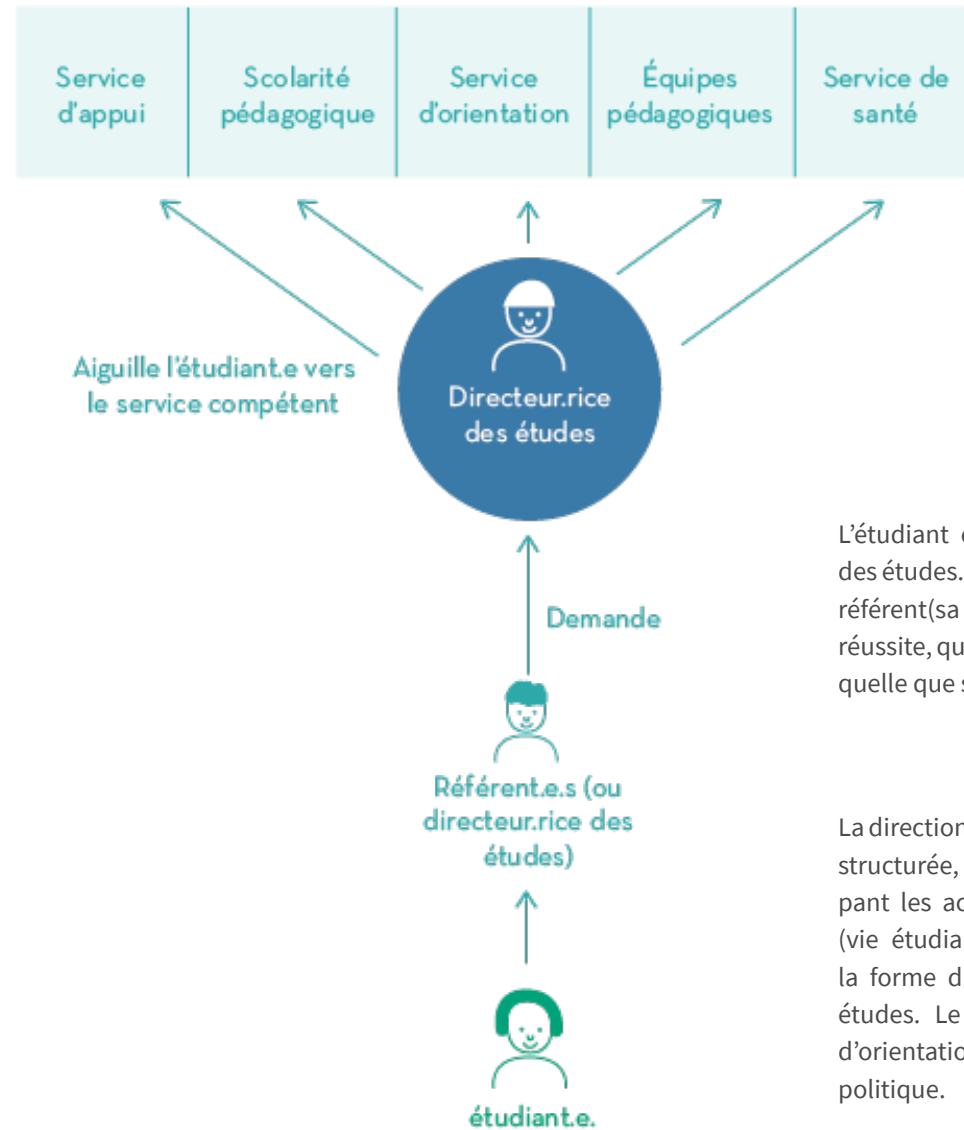 Service
d'appui
Scolarité
pédagogique
Service
d'orientation
Équipes
pédagogiques
Service de
santé
Aiguille l'étudiant.e vers
le service compétent
Directeur.rice
des études
Demande
Référent.e.s (ou
directeur.rice des
études)
étudiant.e.
L'étudiant
des études.
référent(sa
réussite, qu
quelle que s
La direction
structurée,
pant les ac
(vie étudia
la forme d
études. Le
d'orientatio
politique.